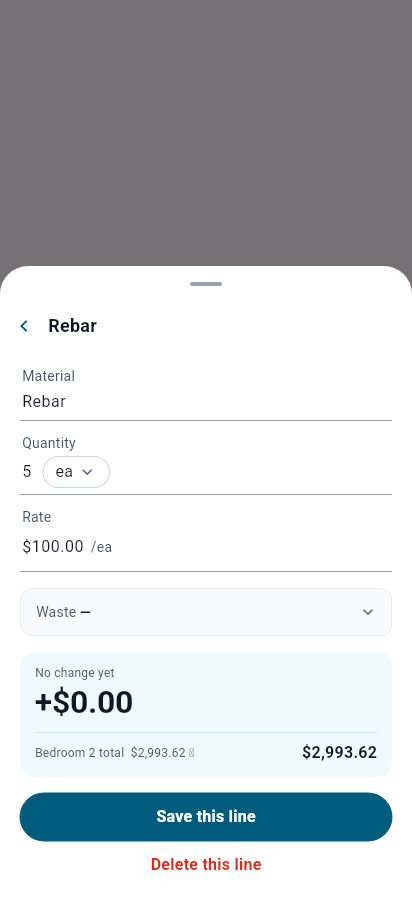 Rebar
Material
Rebar
Quantity
5 ea
Rate
$100.00 /ea
Waste —
No change yet
+$0.00
Bedroom 2 total $2,993.62
$2,993.62
Save this line
Delete this line